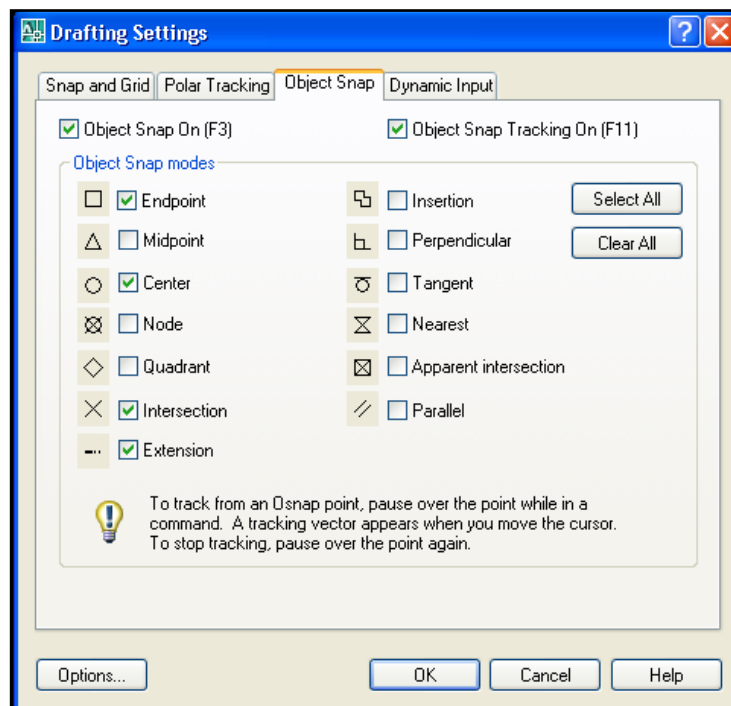 Drafting Settings
Snap and Grid Polar Tracking Object Snap Dynamic Input
Object Snap On (F3) Object Snap Tracking On (F11)
Object Snap modes
Endpoint Insertion Select All
Midpoint Perpendicular Clear All
Center Tangent
Node Nearest
Quadrant Apparent intersection
Intersection Parallel
Extension
To track from an Osnap point, pause over the point while in a
command. A tracking vector appears when you move the cursor.
To stop tracking, pause over the point again.
Options... OK Cancel Help